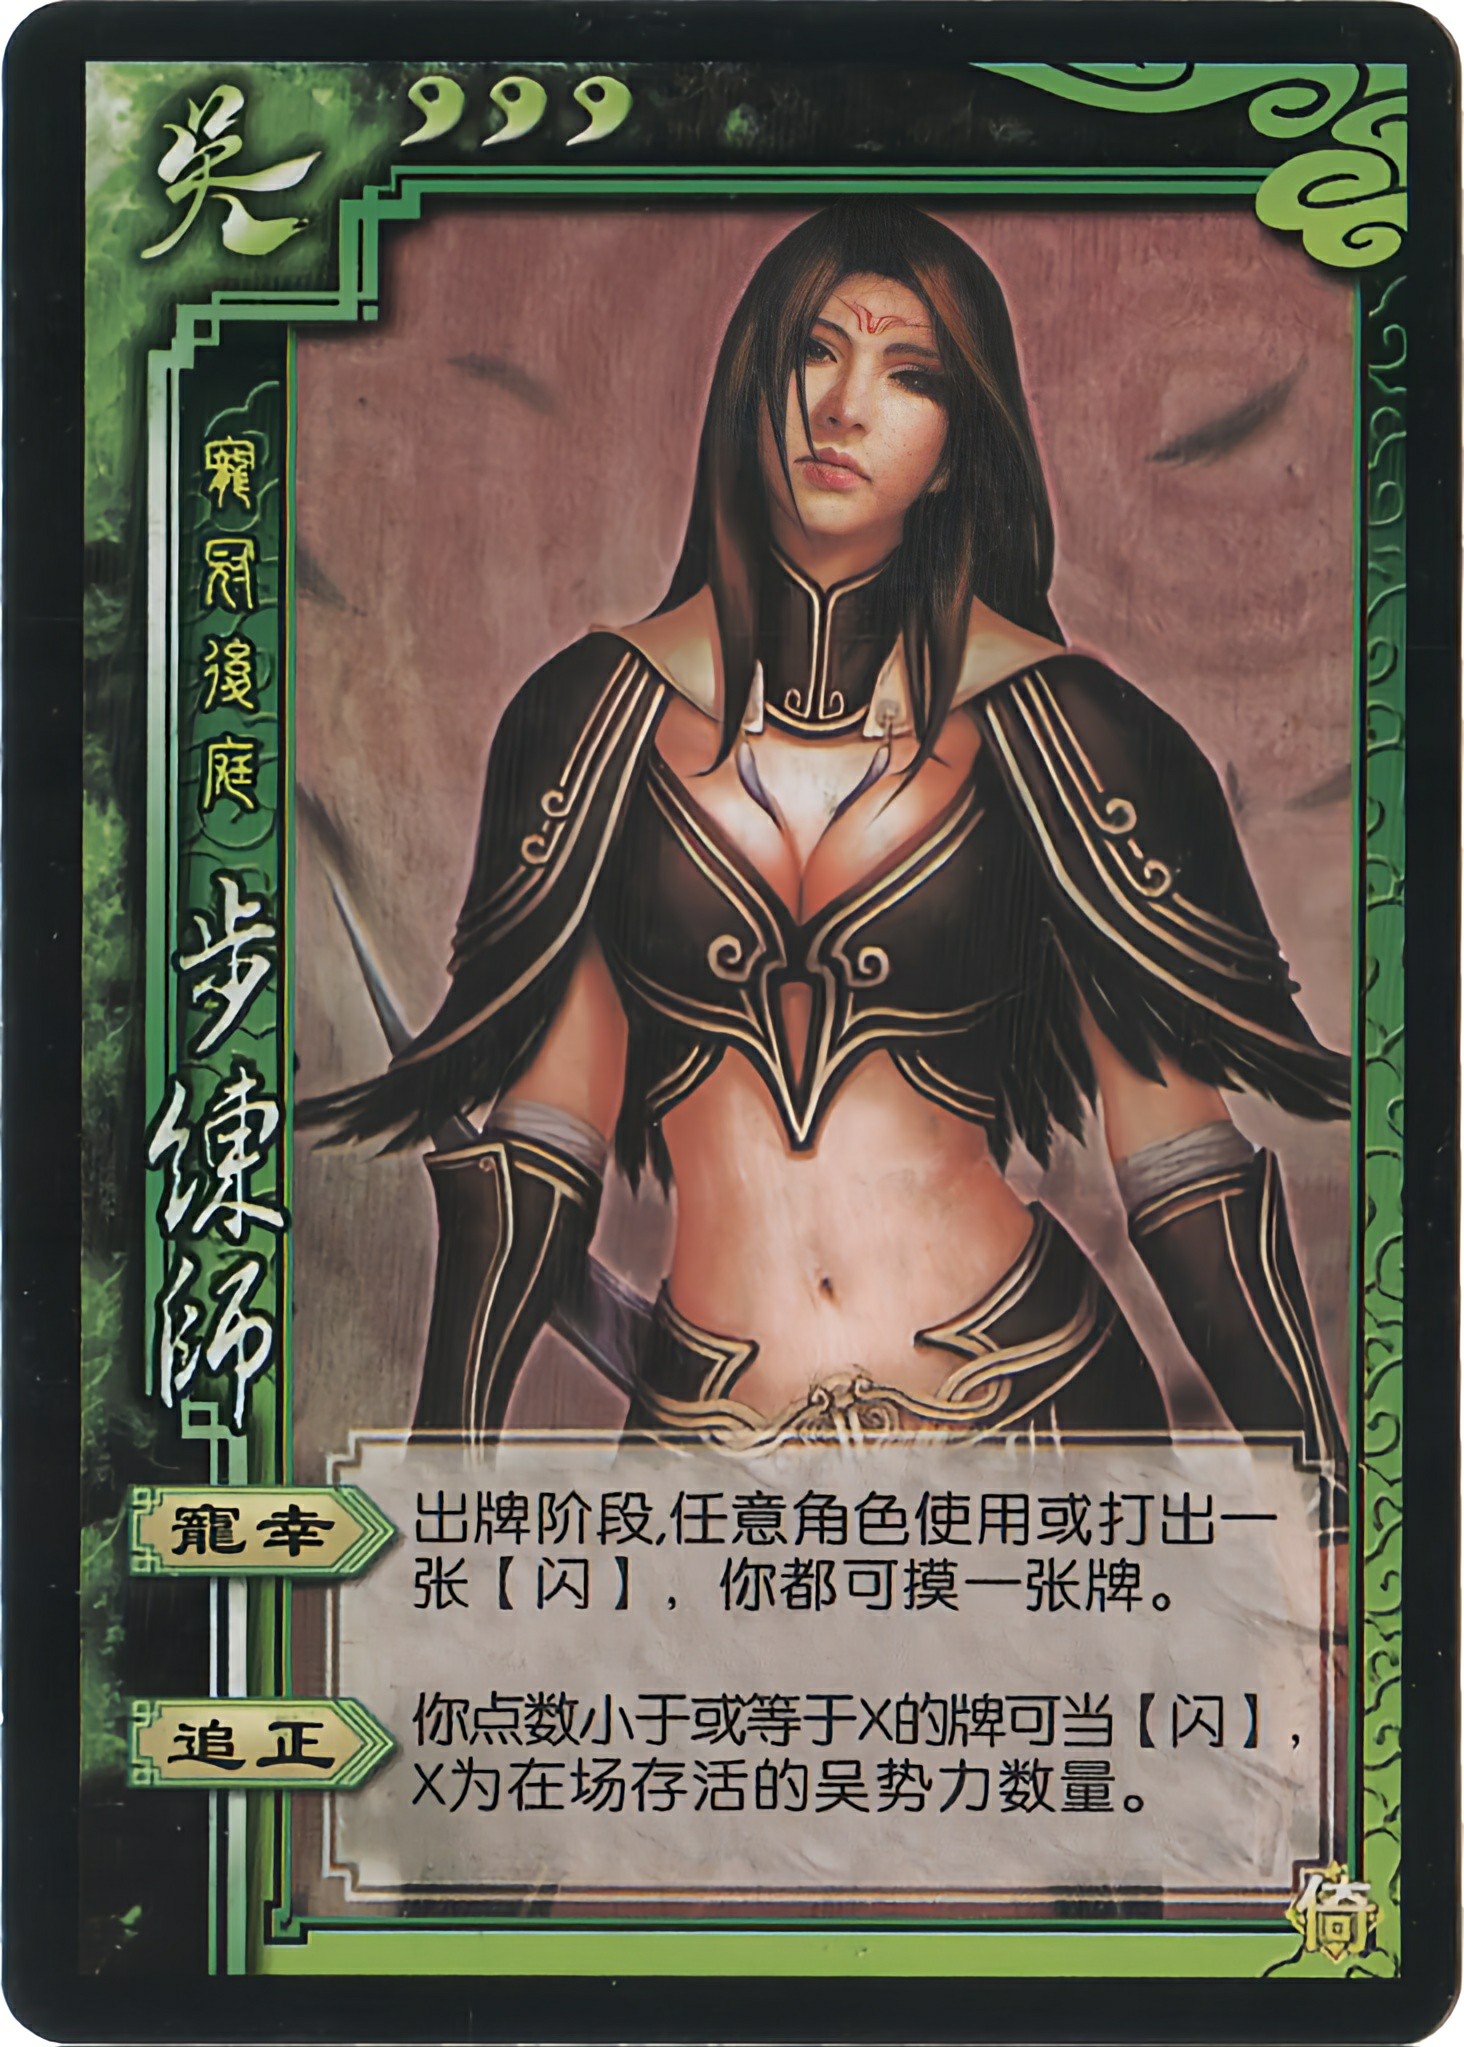 吴
寵冠後庭
步練師
寵幸
出牌阶段,任意角色使用或打出一
张【闪】，你都可摸一张牌。
追正
你点数小于或等于X的牌可当【闪】,
X为在场存活的吴势力数量。
倚